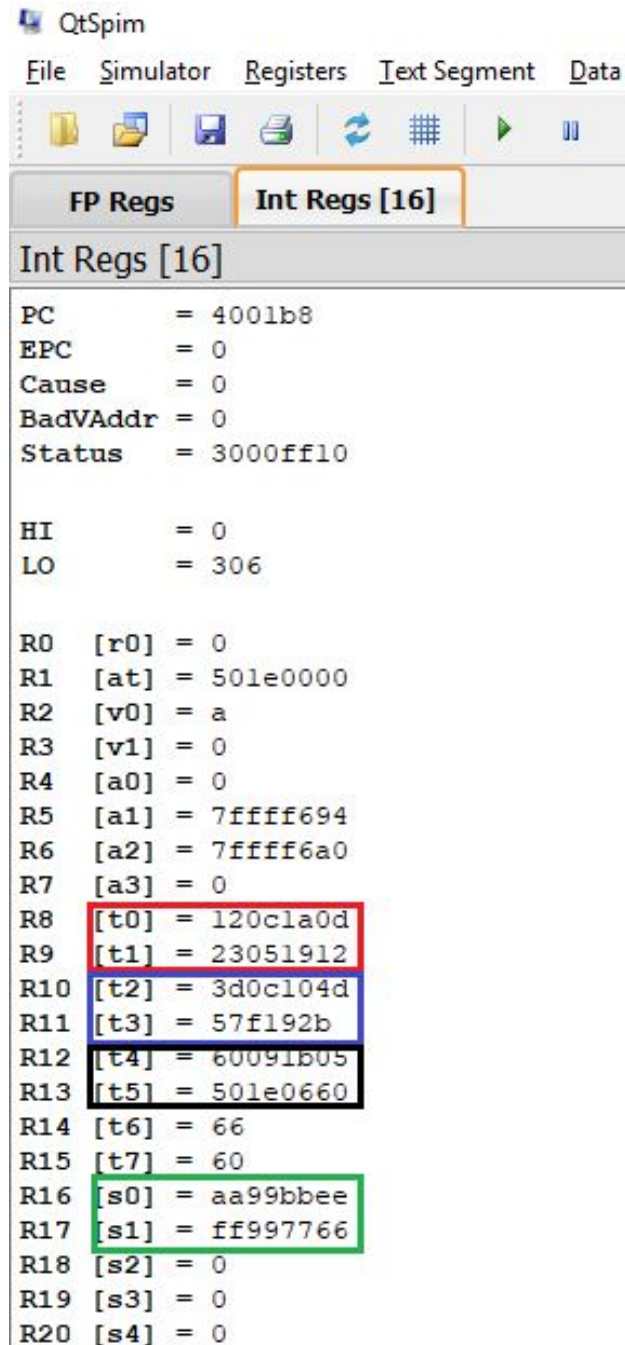 QtSpim
File Simulator Registers Text Segment Data
FP Regs Int Regs [16]
Int Regs [16]
PC = 4001b8
EPC = 0
Cause = 0
BadVAddr = 0
Status = 3000ff10
HI = 0
LO = 306
R0 [r0] = 0
R1 [at] = 501e0000
R2 [v0] = a
R3 [v1] = 0
R4 [a0] = 0
R5 [a1] = 7ffff694
R6 [a2] = 7ffff6a0
R7 [a3] = 0
R8 [t0] = 120c1a0d
R9 [t1] = 23051912
R10 [t2] = 3d0c104d
R11 [t3] = 57f192b
R12 [t4] = 60091b05
R13 [t5] = 501e0660
R14 [t6] = 66
R15 [t7] = 60
R16 [s0] = aa99bbee
R17 [s1] = ff997766
R18 [s2] = 0
R19 [s3] = 0
R20 [s4] = 0